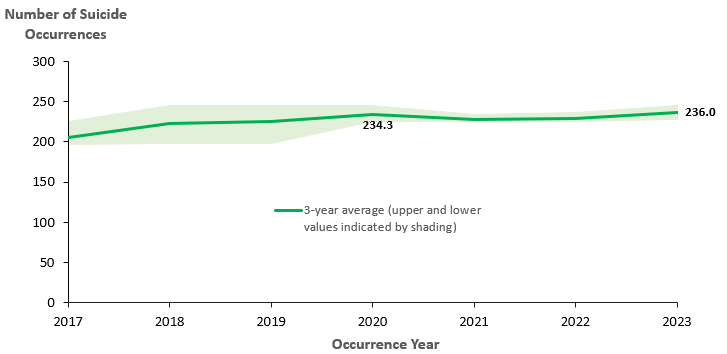 Number of Suicide
Occurrences
300
250
200
150
100
50
0
234.3
236.0
3-year average (upper and lower
values indicated by shading)
2017 2018 2019 2020 2021 2022 2023
Occurrence Year